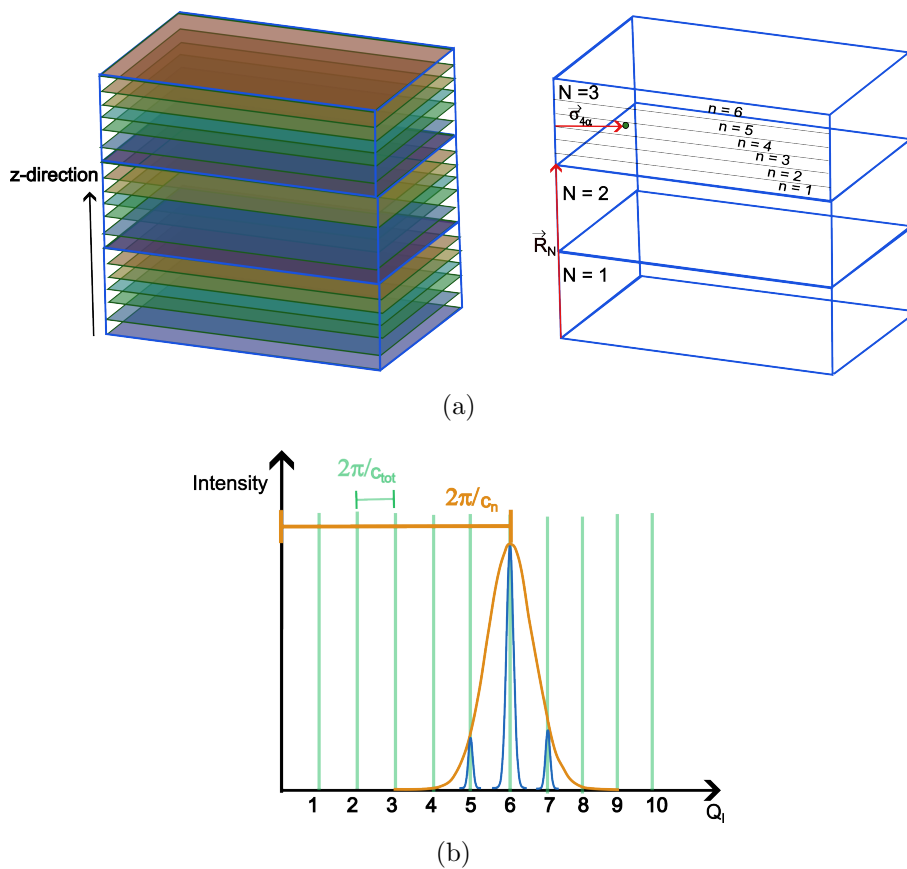 z-direction
N =3
n = 6
n = 5
n = 4
n = 3
n = 2
n = 1
σ⃗4α
N = 2
R⃗N
N = 1
(a)
Intensity
2π/ctot
2π/cn
1 2 3 4 5 6 7 8 9 10
Ql
(b)